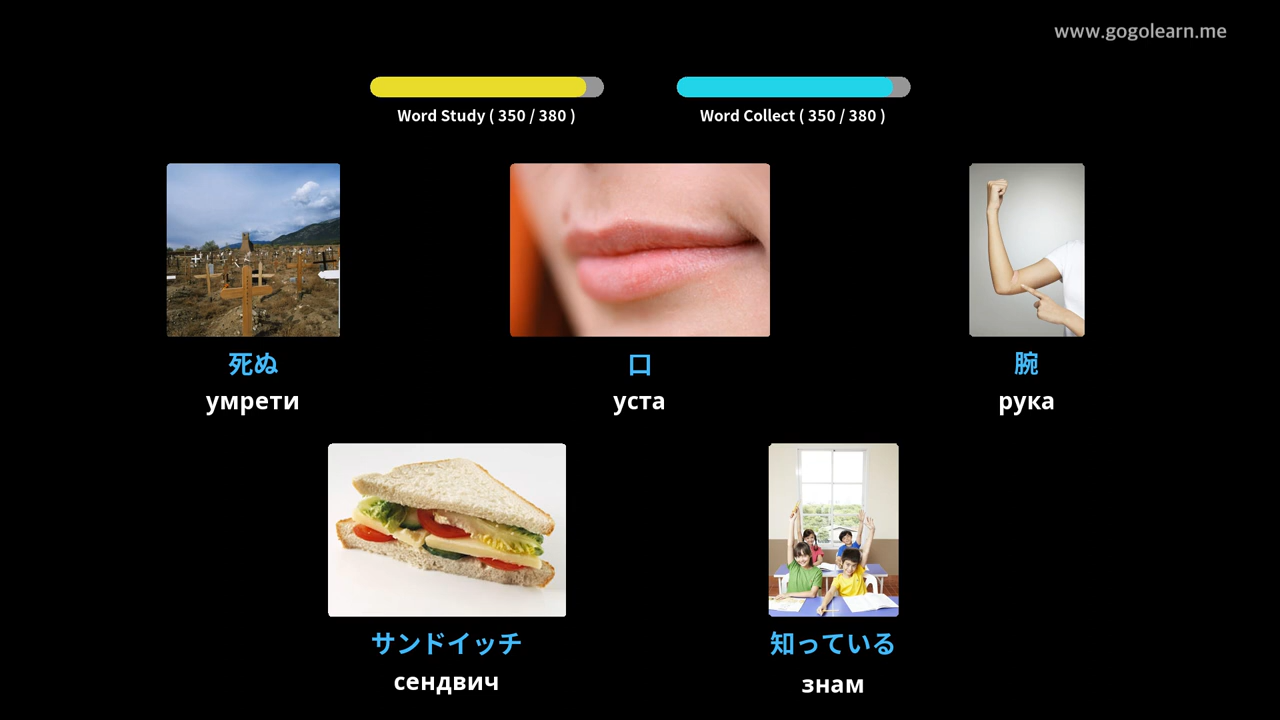 www.gogolearn.me
Word Study ( 350 / 380 )
Word Collect ( 350 / 380 )
死ぬ
умрети
口
уста
腕
рука
サンドイッチ
сендвич
知っている
знам